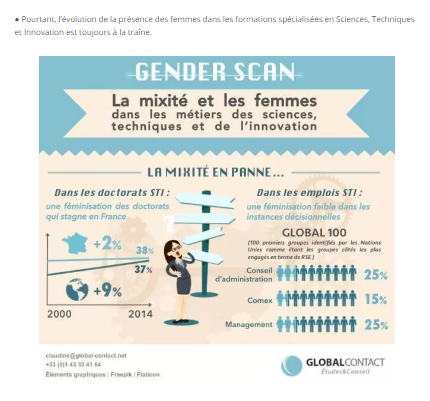 ● Pourtant, l'évolution de la présence des femmes dans les formations spécialisées en Sciences, Techniques
et Innovation est toujours à la traîne.
GENDER SCAN
La mixité et les femmes
dans les métiers des sciences,
techniques et de l'innovation
LA MIXITÉ EN PANNE...
Dans les doctorats STI :
une féminisation des doctorats
qui stagne en France
+2%
38%
37%
+9%
2000 2014
Dans les emplois STI :
une féminisation faible dans les
instances décisionnelles
GLOBAL 100
(100 premiers groupes identifiés par les Nations
Unies comme étant les groupes côtés les plus
engagés en terme de RSE)
Conseil
d'administration 25%
Comex 15%
Management 25%
claudine@global-contact.net
+33 (0)1 43 33 41 64
Éléments graphiques : Freepik / Flaticon
GLOBALCONTACT
Études&Conseil